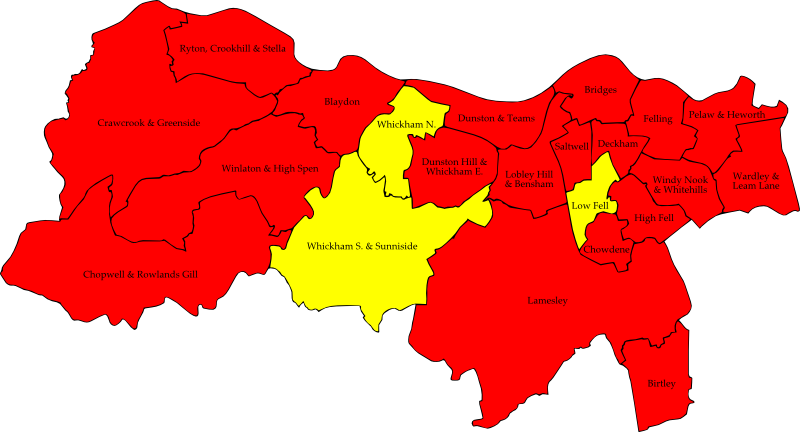 Ryton, Crookhill & Stella
Bridges
Blaydon
Crawcrook & Greenside
Whickham N.
Dunston & Teams
Felling
Pelaw & Heworth
Saltwell
Deckham
Winlaton & High Spen
Dunston Hill &
Whickham E.
Lobley Hill
& Bensham
Windy Nook
& Whitehills
Wardley &
Leam Lane
Low Fell
High Fell
Whickham S. & Sunniside
Chowdene
Chopwell & Rowlands Gill
Lamesley
Birtley